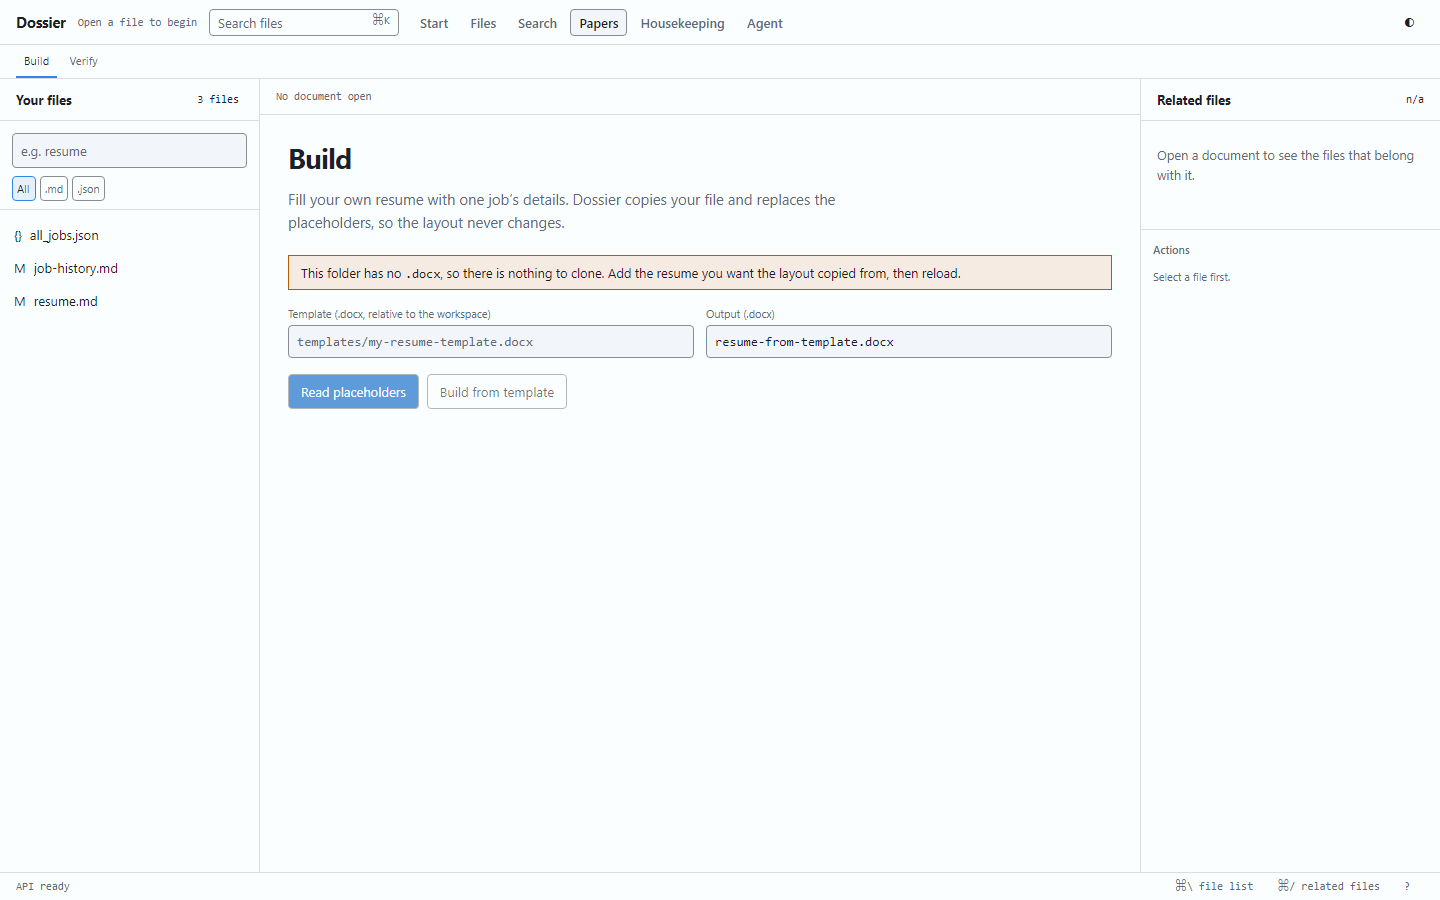 Dossier Open a file to begin Search files ⌘K Start Files Search Papers Housekeeping Agent
Build Verify
Your files 3 files
e.g. resume
All .md .json
{} all_jobs.json
M job-history.md
M resume.md
No document open
Build
Fill your own resume with one job's details. Dossier copies your file and replaces the
placeholders, so the layout never changes.
This folder has no .docx, so there is nothing to clone. Add the resume you want the layout copied from, then reload.
Template (.docx, relative to the workspace) Output (.docx)
templates/my-resume-template.docx resume-from-template.docx
Read placeholders Build from template
Related files n/a
Open a document to see the files that belong
with it.
Actions
Select a file first.
API ready ⌘\ file list ⌘/ related files ?